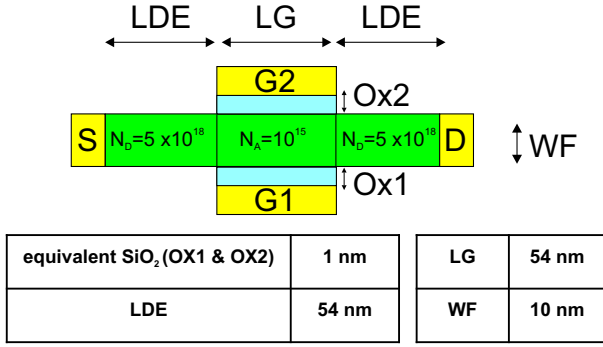 LDE LG LDE
G2
Ox2
S N_D=5 x10^18 N_A=10^15 N_D=5 x10^18 D WF
Ox1
G1
equivalent SiO₂(OX1 & OX2) 1 nm LG 54 nm
LDE 54 nm WF 10 nm